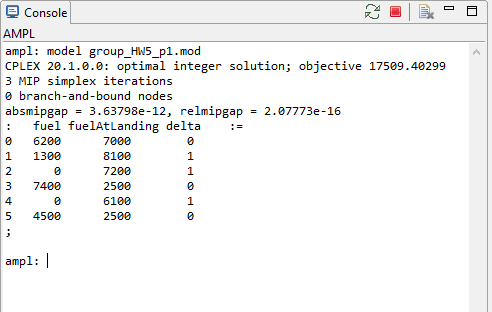 Console
AMPL
ampl: model group_HW5_p1.mod
CPLEX 20.1.0.0: optimal integer solution; objective 17509.40299
3 MIP simplex iterations
0 branch-and-bound nodes
absmipgap = 3.63798e-12, relmipgap = 2.07773e-16
:   fuel fuelAtLanding delta    :=
0   6200      7000       0
1   1300      8100       1
2      0      7200       1
3   7400      2500       0
4      0      6100       1
5   4500      2500       0
;
ampl: